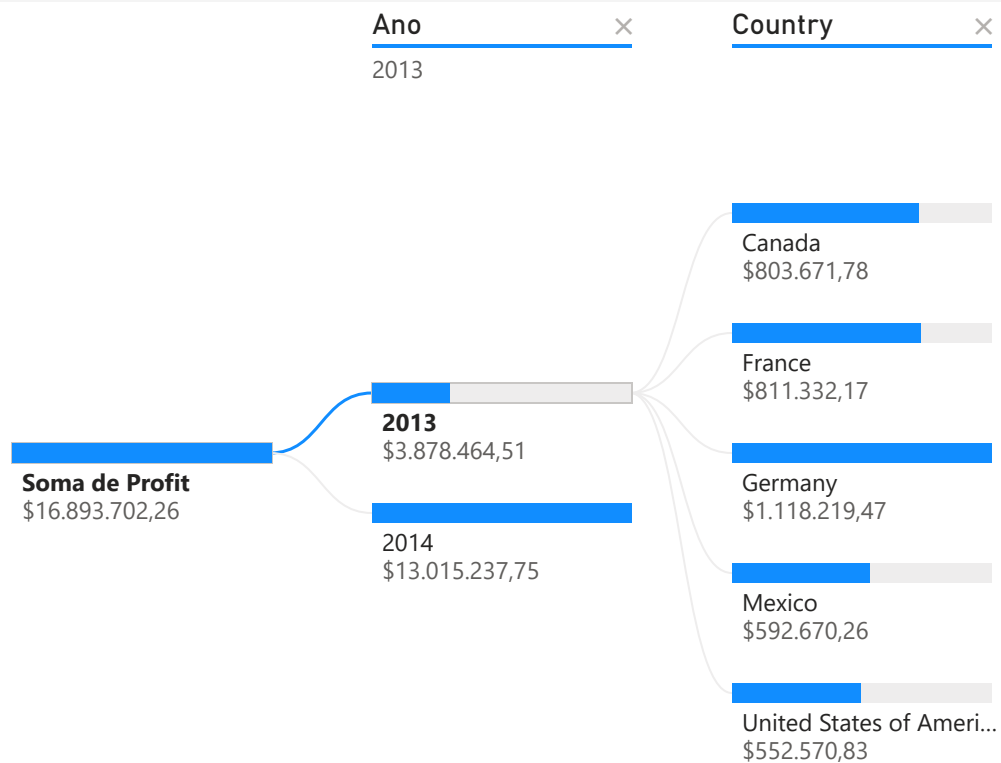 Ano
Country
2013
Canada
$803.671,78
France
$811.332,17
2013
$3.878.464,51
Germany
$1.118.219,47
Soma de Profit
$16.893.702,26
2014
$13.015.237,75
Mexico
$592.670,26
United States of Ameri...
$552.570,83